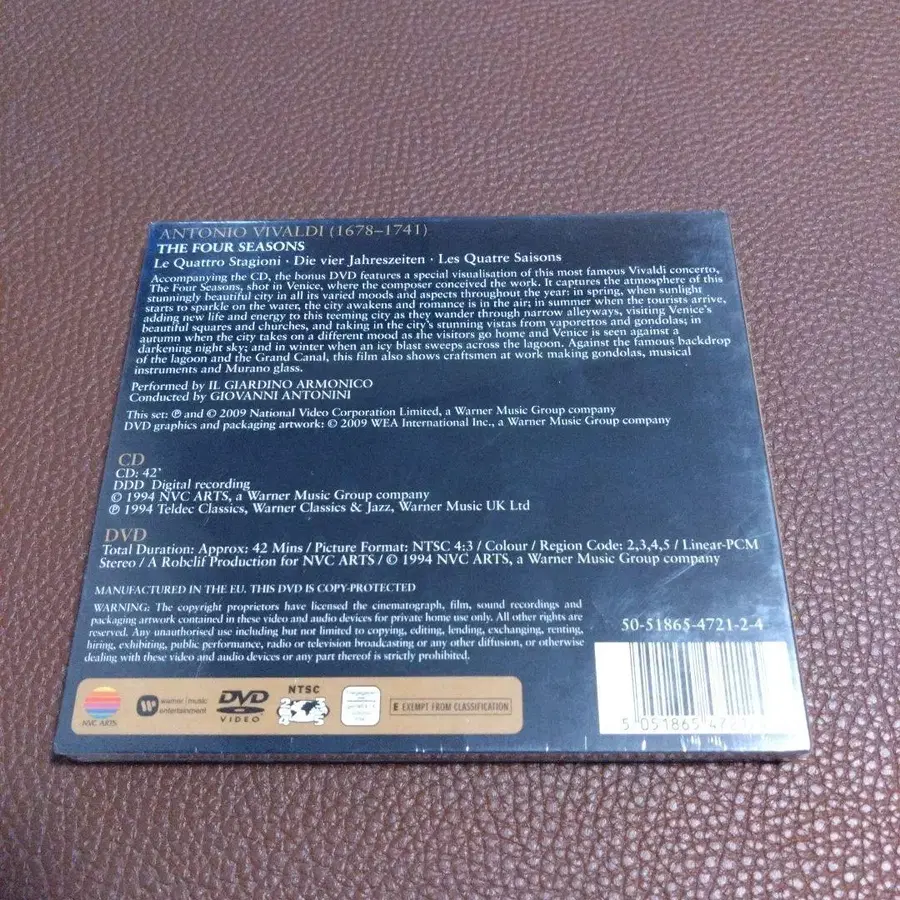 ANTONIO VIVALDI (1678–1741)
THE FOUR SEASONS
Le Quattro Stagioni · Die vier Jahreszeiten · Les Quatre Saisons
Accompanying the CD, the bonus DVD features a special visualisation of this most famous Vivaldi concerto,
The Four Seasons, shot in Venice, where the composer conceived the work. It captures the atmosphere of this
stunningly beautiful city in all its varied moods and aspects throughout the year: in spring, when sunlight
starts to sparkle on the water, the city awakens and romance is in the air; in summer when the tourists arrive,
adding new life and energy to this teeming city as they wander through narrow alleyways, visiting Venice's
beautiful squares and churches, and taking in the city's stunning vistas from vaporettos and gondolas; in
autumn when the city takes on a different mood as the visitors go home and Venice is seen against a
darkening night sky; and in winter when an icy blast sweeps across the lagoon. Against the famous backdrop
of the lagoon and the Grand Canal, this film also shows craftsmen at work making gondolas, musical
instruments and Murano glass.
Performed by IL GIARDINO ARMONICO
Conducted by GIOVANNI ANTONINI
This set: ℗ and © 2009 National Video Corporation Limited, a Warner Music Group company
DVD graphics and packaging artwork: © 2009 WEA International Inc., a Warner Music Group company
CD
CD: 42'
DDD Digital recording
© 1994 NVC ARTS, a Warner Music Group company
℗ 1994 Teldec Classics, Warner Classics & Jazz, Warner Music UK Ltd
DVD
Total Duration: Approx: 42 Mins / Picture Format: NTSC 4:3 / Colour / Region Code: 2,3,4,5 / Linear-PCM
Stereo / A Robclif Production for NVC ARTS / © 1994 NVC ARTS, a Warner Music Group company
MANUFACTURED IN THE EU. THIS DVD IS COPY-PROTECTED
WARNING: The copyright proprietors have licensed the cinematograph, film, sound recordings and
packaging artwork contained in these video and audio devices for private home use only. All other rights are
reserved. Any unauthorised use including but not limited to copying, editing, lending, exchanging, renting,
hiring, exhibiting, public performance, radio or television broadcasting or any other diffusion, or otherwise
dealing with these video and audio devices or any part thereof is strictly prohibited.
50-51865-4721-2-4
5 051865 472
NVC ARTS
warner music
entertainment
DVD
VIDEO
NTSC
E EXEMPT FROM CLASSIFICATION